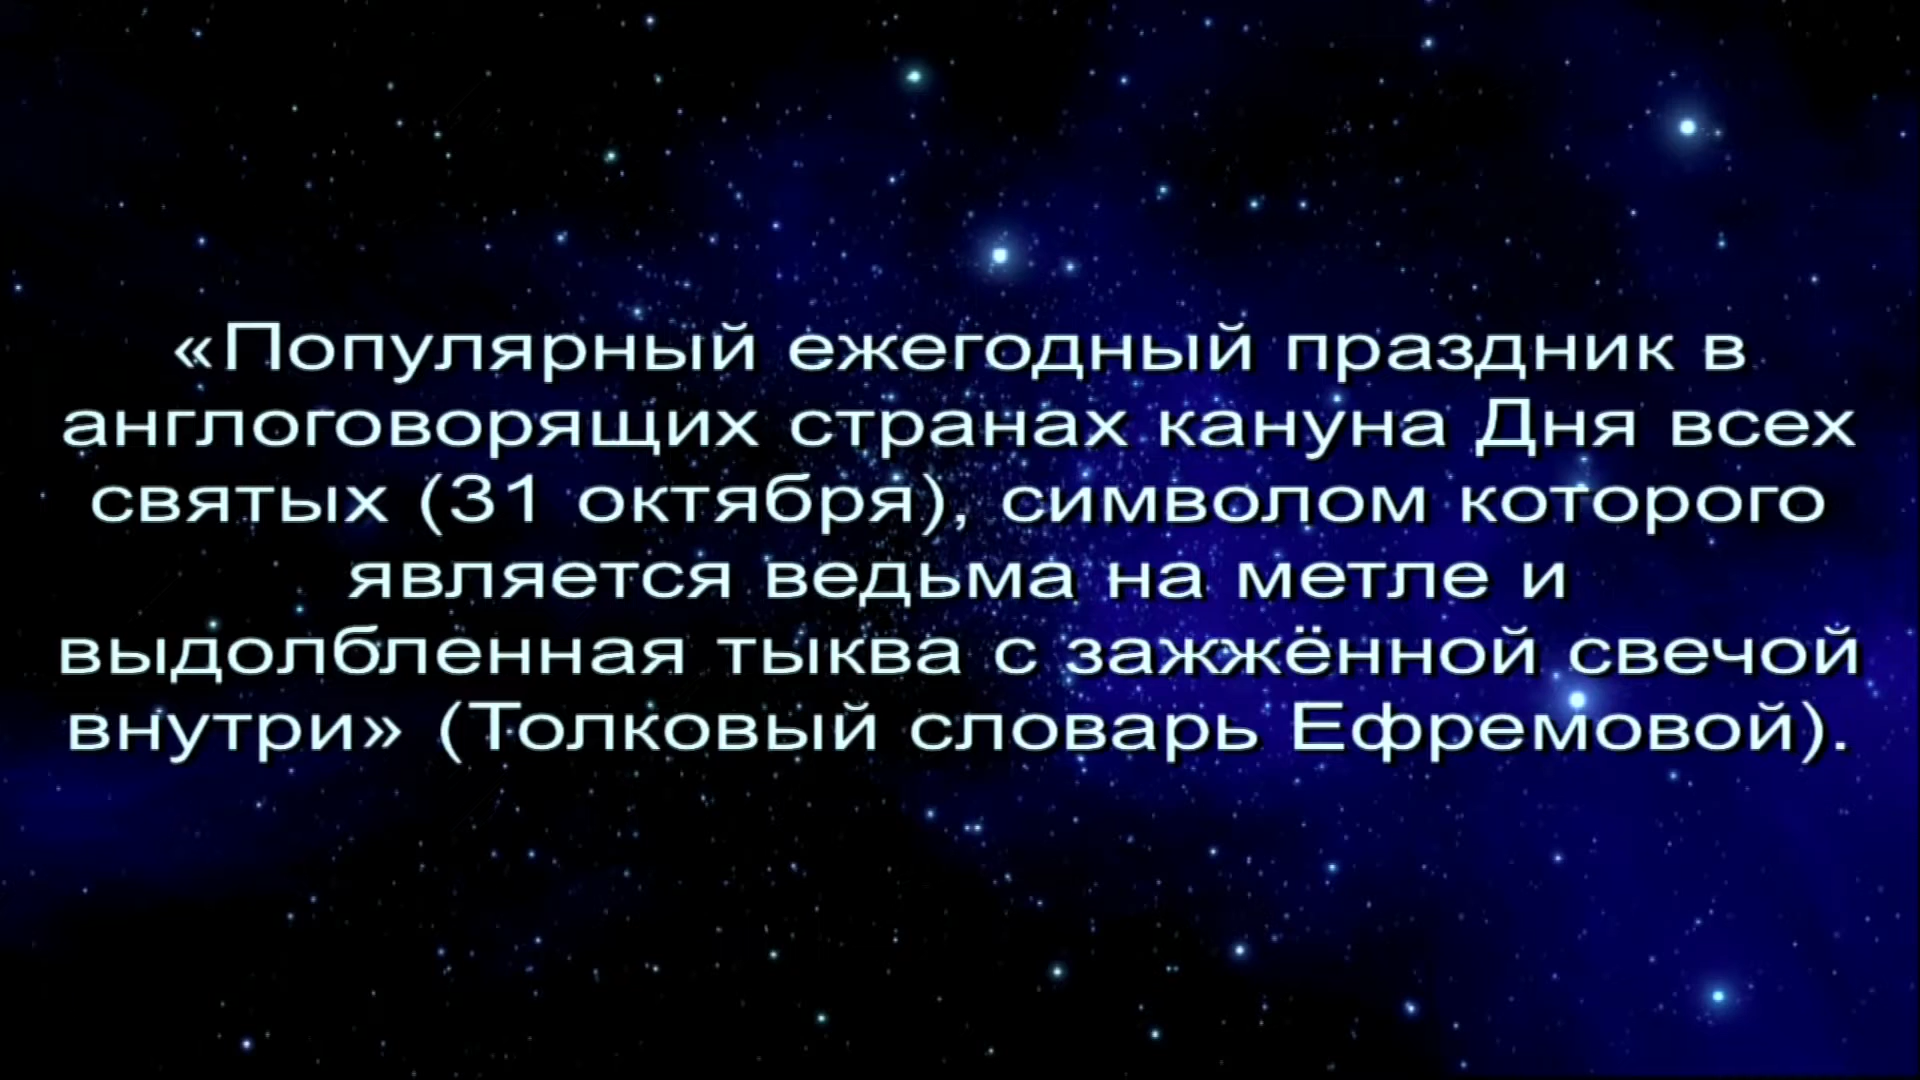 «Популярный ежегодный праздник в
англоговорящих странах кануна Дня всех
святых (31 октября), символом которого
является ведьма на метле и
выдолбленная тыква с зажжённой свечой
внутри» (Толковый словарь Ефремовой).